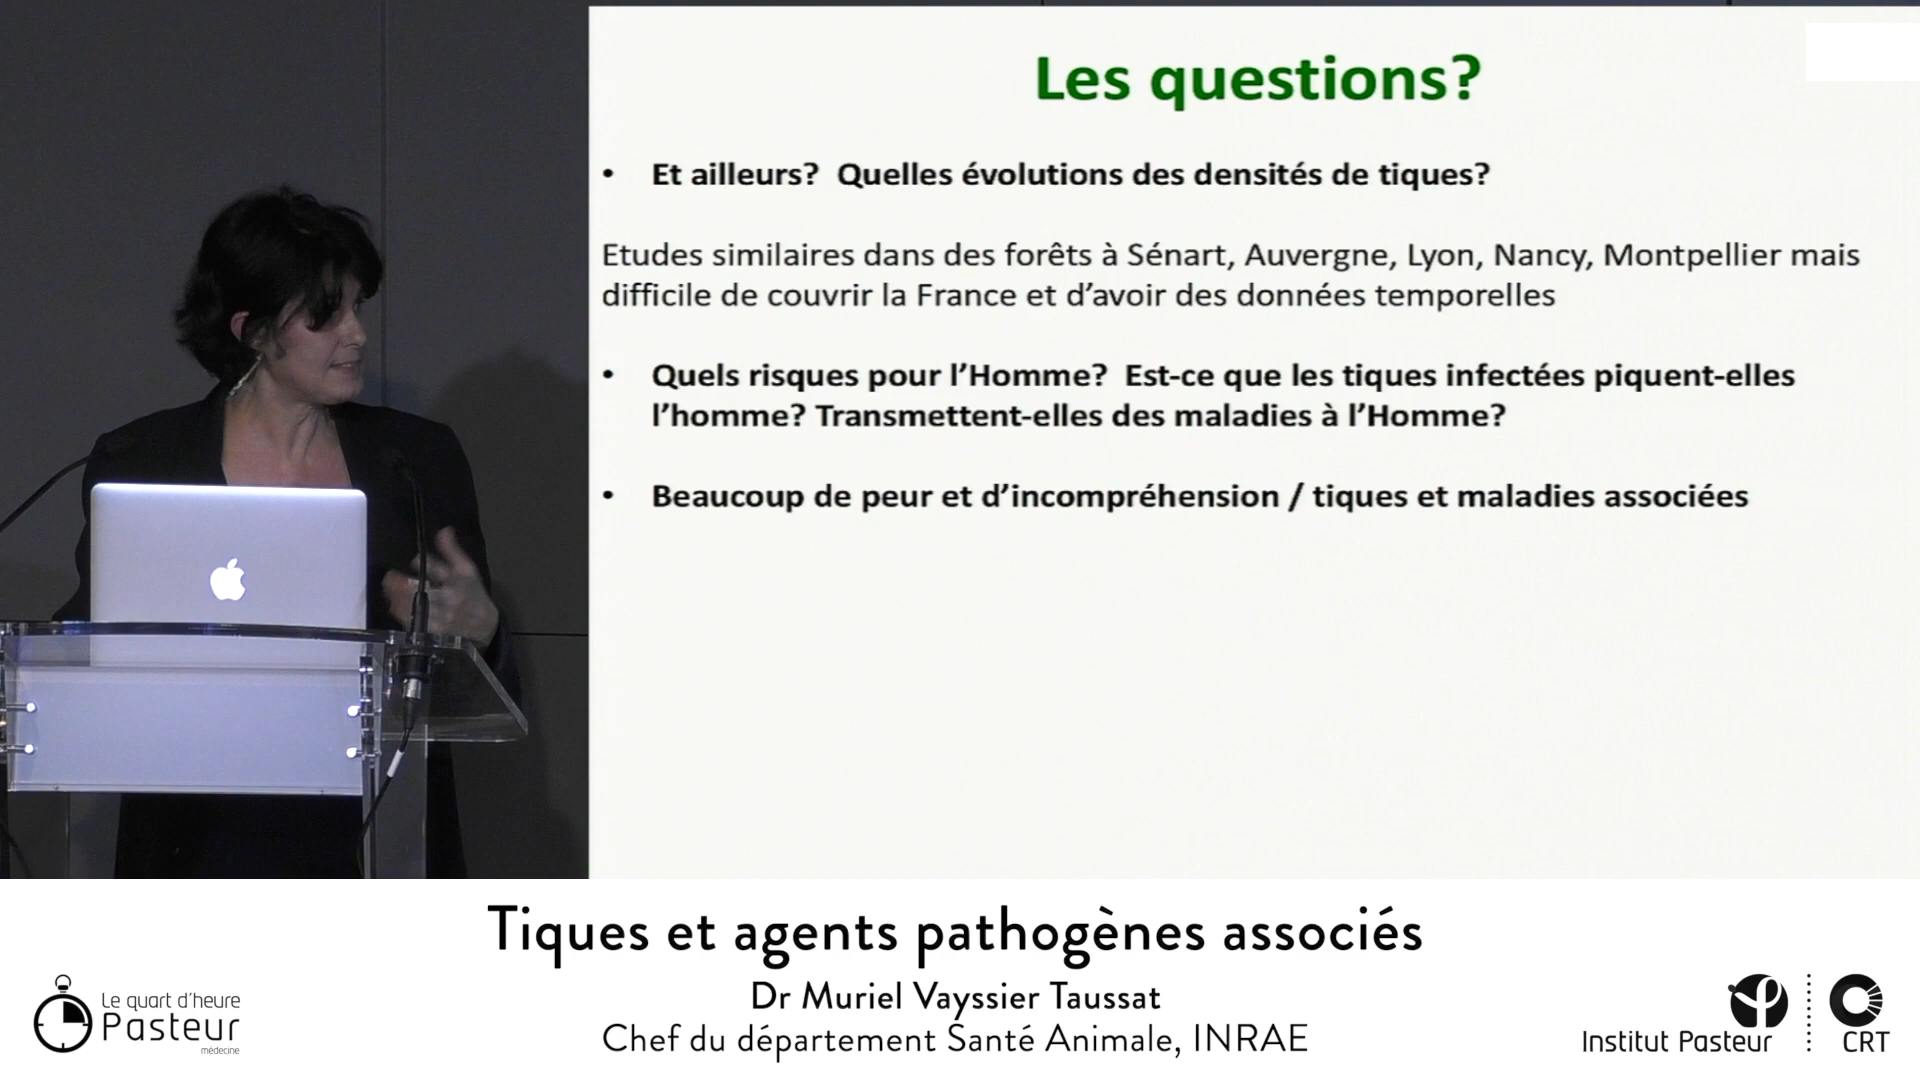 Les questions?
• Et ailleurs? Quelles évolutions des densités de tiques?
Etudes similaires dans des forêts à Sénart, Auvergne, Lyon, Nancy, Montpellier mais
difficile de couvrir la France et d’avoir des données temporelles
• Quels risques pour l’Homme? Est-ce que les tiques infectées piquent-elles
l’homme? Transmettent-elles des maladies à l’Homme?
• Beaucoup de peur et d’incompréhension / tiques et maladies associées
Tiques et agents pathogènes associés
Dr Muriel Vayssier Taussat
Chef du département Santé Animale, INRAE
Le quart d’heure
Pasteur
médecine
Institut Pasteur
CRT